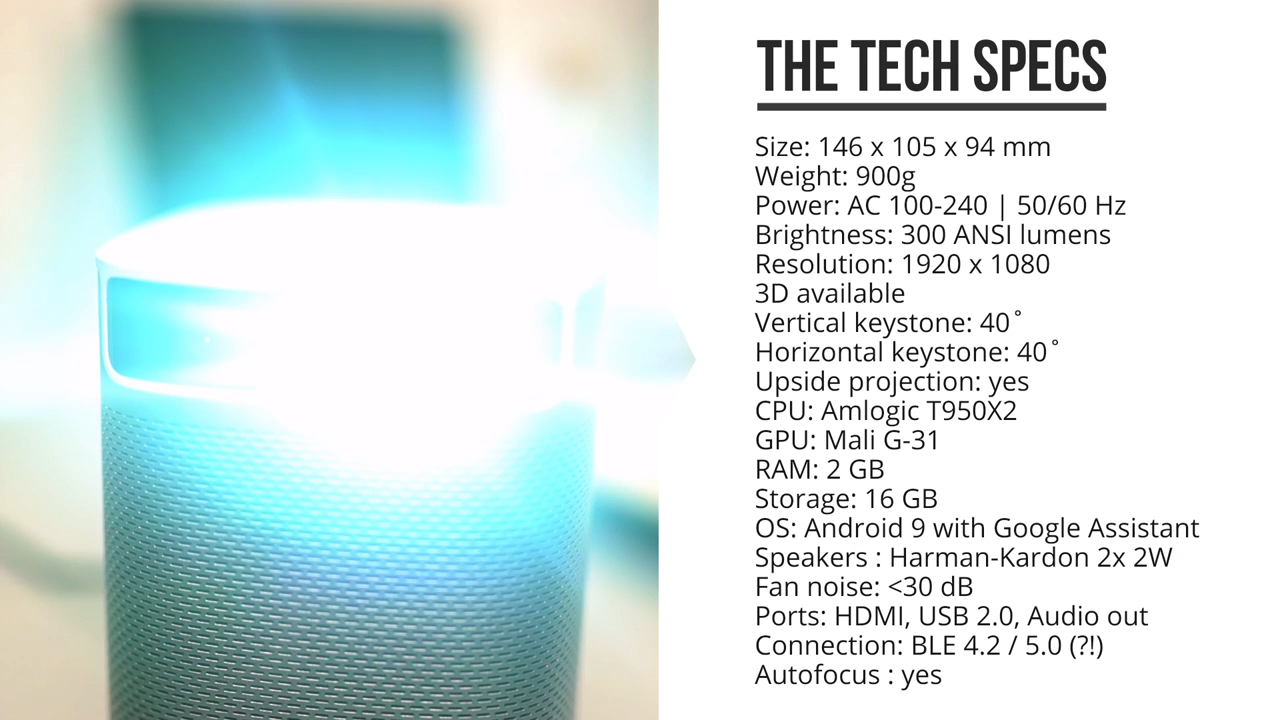 THE TECH SPECS
Size: 146 x 105 x 94 mm
Weight: 900g
Power: AC 100-240 | 50/60 Hz
Brightness: 300 ANSI lumens
Resolution: 1920 x 1080
3D available
Vertical keystone: 40˚
Horizontal keystone: 40˚
Upside projection: yes
CPU: Amlogic T950X2
GPU: Mali G-31
RAM: 2 GB
Storage: 16 GB
OS: Android 9 with Google Assistant
Speakers : Harman-Kardon 2x 2W
Fan noise: <30 dB
Ports: HDMI, USB 2.0, Audio out
Connection: BLE 4.2 / 5.0 (?!)
Autofocus : yes